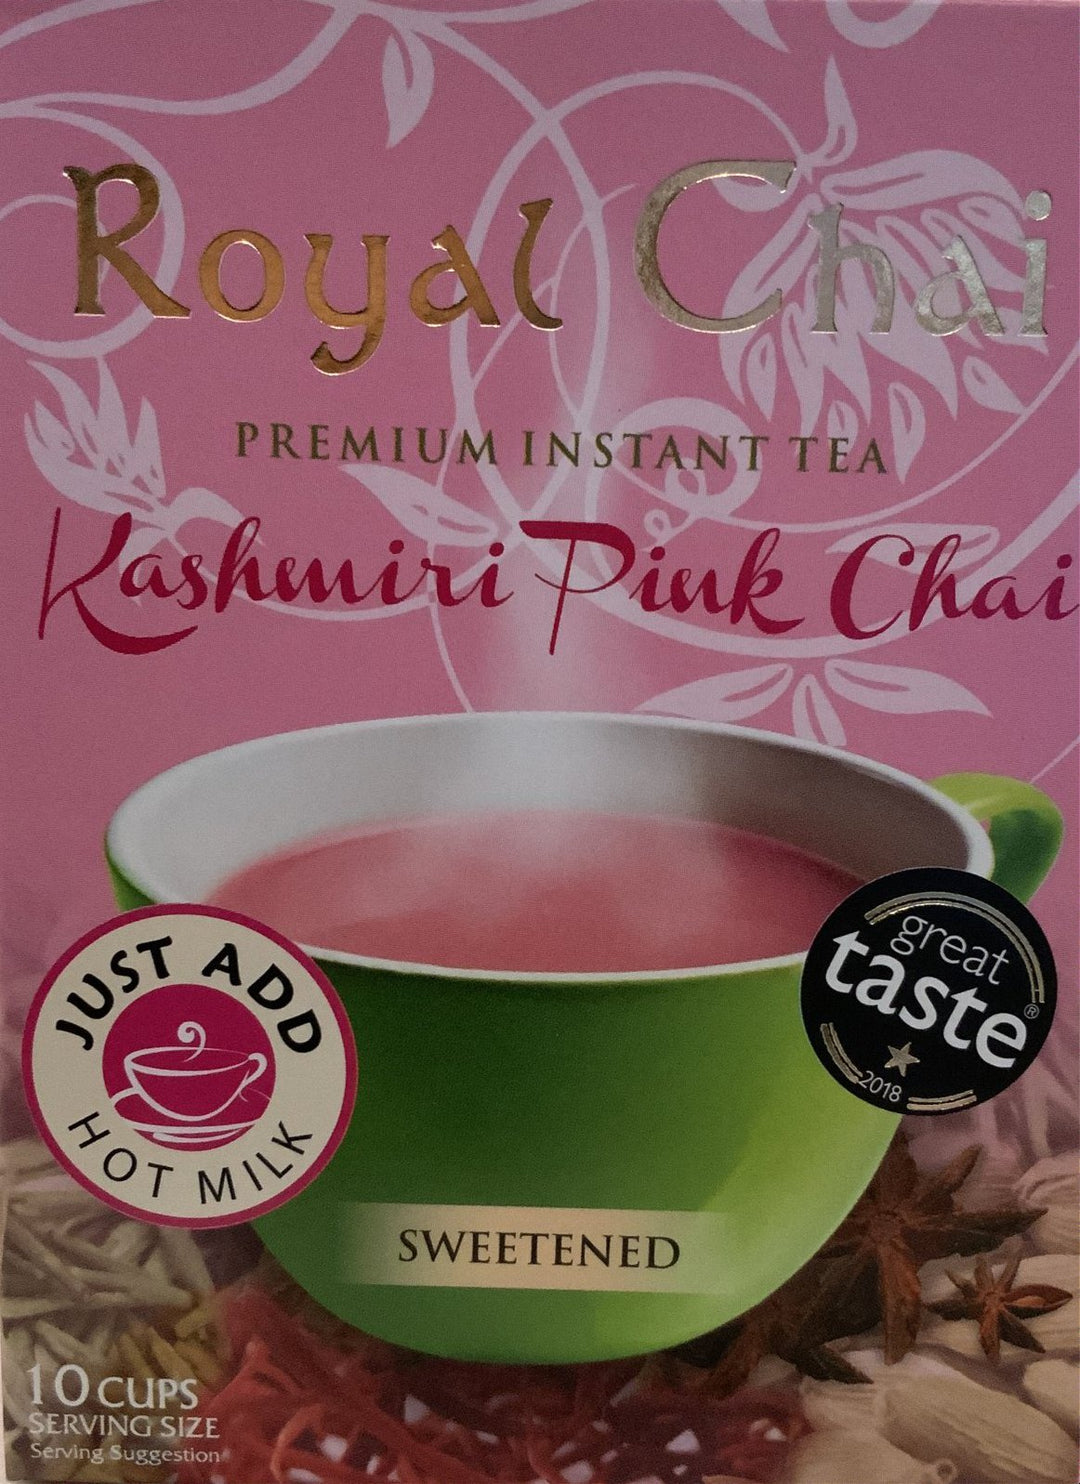 Royal Chai
PREMIUM INSTANT TEA
Kashmiri Pink Chai
JUST ADD
HOT MILK
great
taste®
2018
SWEETENED
10 CUPS
SERVING SIZE
Serving Suggestion